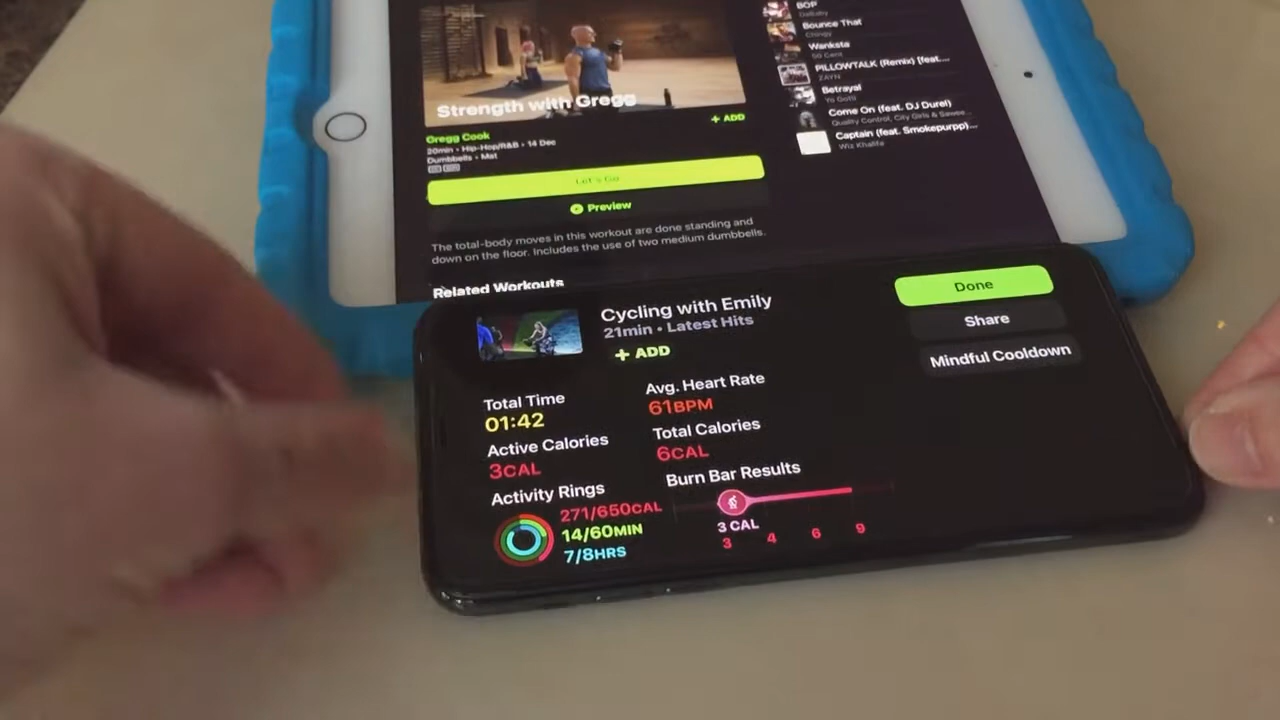 Strength with Gregg
Gregg Cook
+ ADD
20min • Hip-Hop/R&B • 14 Dec
Dumbbells • Mat
Let's Go
Preview
The total-body moves in this workout are done standing and
down on the floor. Includes the use of two medium dumbbells.
Related Workouts
BOP
DaBaby
Bounce That
Chingy
Wanksta
50 Cent
PILLOWTALK (Remix) [feat....
ZAYN
Betrayal
Yo Gotti
Come On (feat. DJ Durel)
Quality Control, City Girls & Sawee...
Captain (feat. Smokepurpp)...
Wiz Khalifa
Cycling with Emily
21min • Latest Hits
+ ADD
Done
Share
Mindful Cooldown
Total Time
01:42
Avg. Heart Rate
61BPM
Active Calories
3CAL
Total Calories
6CAL
Activity Rings
271/650CAL
14/60MIN
7/8HRS
Burn Bar Results
3 CAL
3 4 6 9